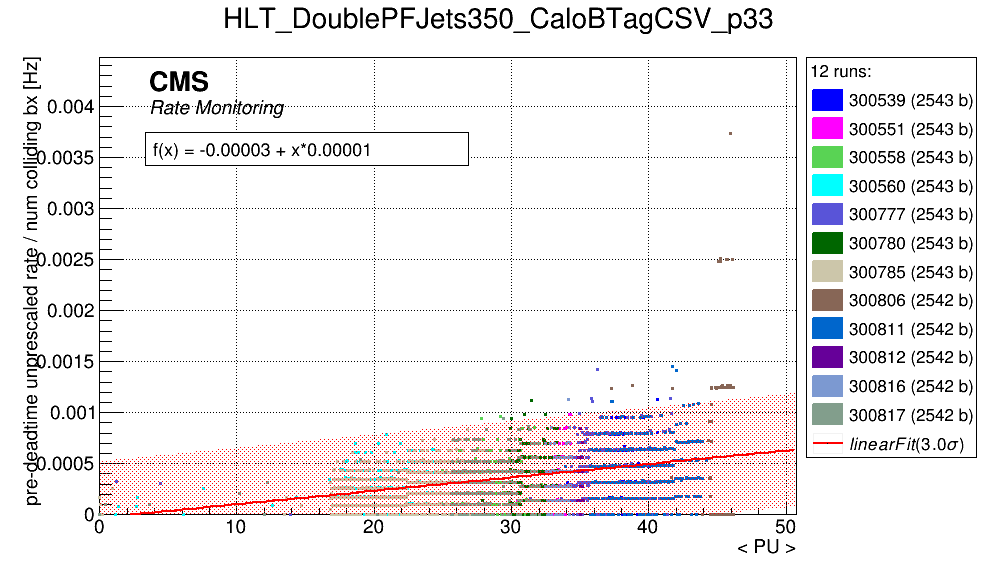 HLT_DoublePFJets350_CaloBTagCSV_p33
pre-deadtime unprescaled rate / num colliding bx [Hz]
CMS
Rate Monitoring
f(x) = -0.00003 + x*0.00001
0.004
0.0035
0.003
0.0025
0.002
0.0015
0.001
0.0005
0
0 10 20 30 40 50
< PU >
12 runs:
300539 (2543 b)
300551 (2543 b)
300558 (2543 b)
300560 (2543 b)
300777 (2543 b)
300780 (2543 b)
300785 (2543 b)
300806 (2542 b)
300811 (2542 b)
300812 (2542 b)
300816 (2542 b)
300817 (2542 b)
linearFit(3.0σ)